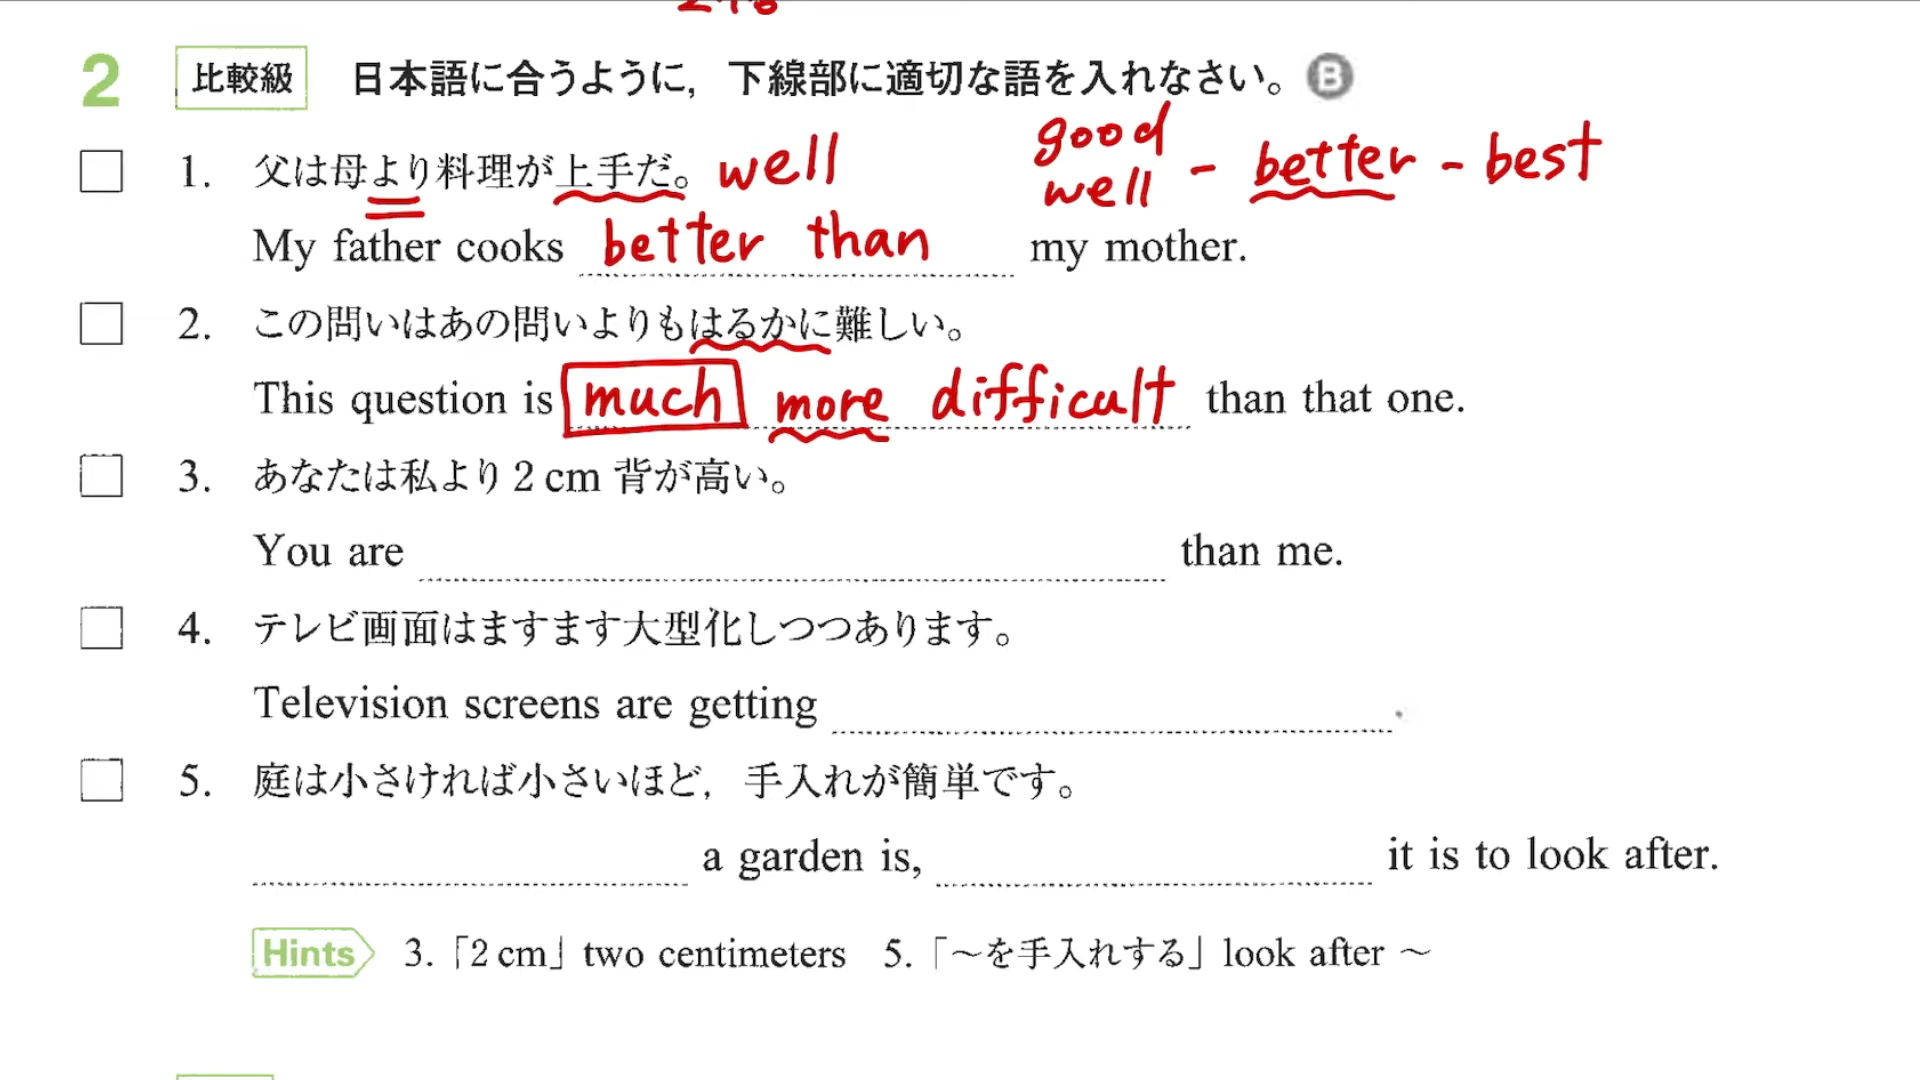 2 比較級 日本語に合うように，下線部に適切な語を入れなさい。 B
1. 父は母より料理が上手だ。 well
good
well - better - best
My father cooks better than my mother.
2. この問いはあの問いよりもはるかに難しい。
This question is much more difficult than that one.
3. あなたは私より 2 cm 背が高い。
You are than me.
4. テレビ画面はますます大型化しつつあります。
Television screens are getting .
5. 庭は小さければ小さいほど，手入れが簡単です。
a garden is, it is to look after.
Hints 3.「2 cm」two centimeters 5.「～を手入れする」look after ～